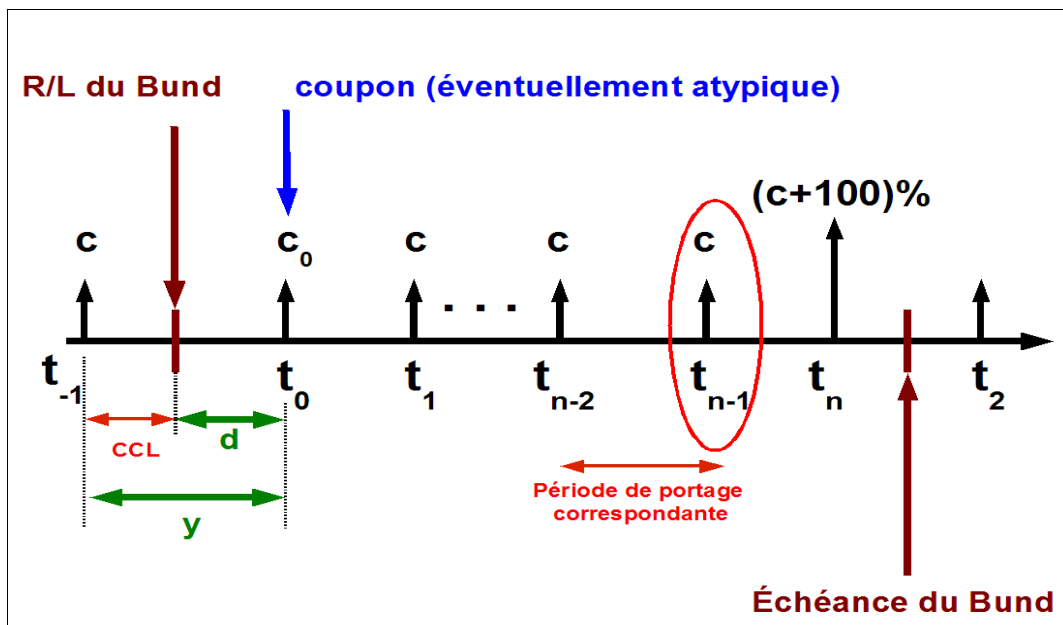 R/L du Bund
coupon (éventuellement atypique)
(c+100)%
c c₀ c c c
. . .
t₋₁ t₀ t₁ tₙ₋₂ tₙ₋₁ tₙ t₂
CCL d
y
Période de portage
correspondante
Échéance du Bund